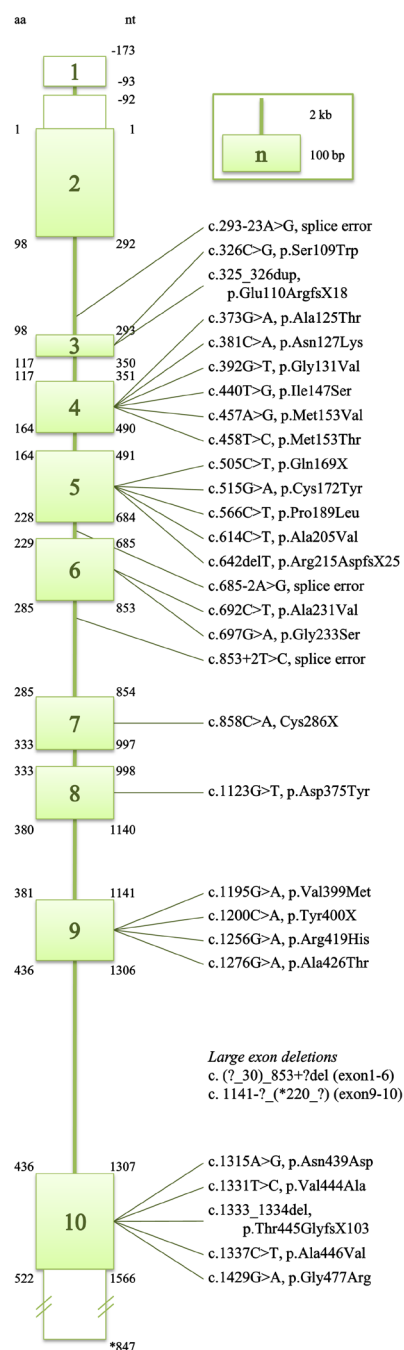 aa nt
-173
1
-93
-92
1 1
2 kb
n 100 bp
2
98 292
c.293-23A>G, splice error
c.326C>G, p.Ser109Trp
c.325_326dup,
p.Glu110ArgfsX18
98 293
3
117 350
117 351
c.373G>A, p.Ala125Thr
c.381C>A, p.Asn127Lys
c.392G>T, p.Gly131Val
4
c.440T>G, p.Ile147Ser
c.457A>G, p.Met153Val
164 490
c.458T>C, p.Met153Thr
164 491
c.505C>T, p.Gln169X
5
c.515G>A, p.Cys172Tyr
c.566C>T, p.Pro189Leu
228 684
c.614C>T, p.Ala205Val
229 685
c.642delT, p.Arg215AspfsX25
6
c.685-2A>G, splice error
285 853
c.692C>T, p.Ala231Val
c.697G>A, p.Gly233Ser
c.853+2T>C, splice error
285 854
7
c.858C>A, Cys286X
333 997
333 998
8
c.1123G>T, p.Asp375Tyr
380 1140
381 1141
c.1195G>A, p.Val399Met
c.1200C>A, p.Tyr400X
9
c.1256G>A, p.Arg419His
c.1276G>A, p.Ala426Thr
436 1306
Large exon deletions
c. (?_30)_853+?del (exon1-6)
c. 1141-?_(*220_?) (exon9-10)
436 1307
c.1315A>G, p.Asn439Asp
c.1331T>C, p.Val444Ala
10
c.1333_1334del,
p.Thr445GlyfsX103
c.1337C>T, p.Ala446Val
522 1566
c.1429G>A, p.Gly477Arg
*847